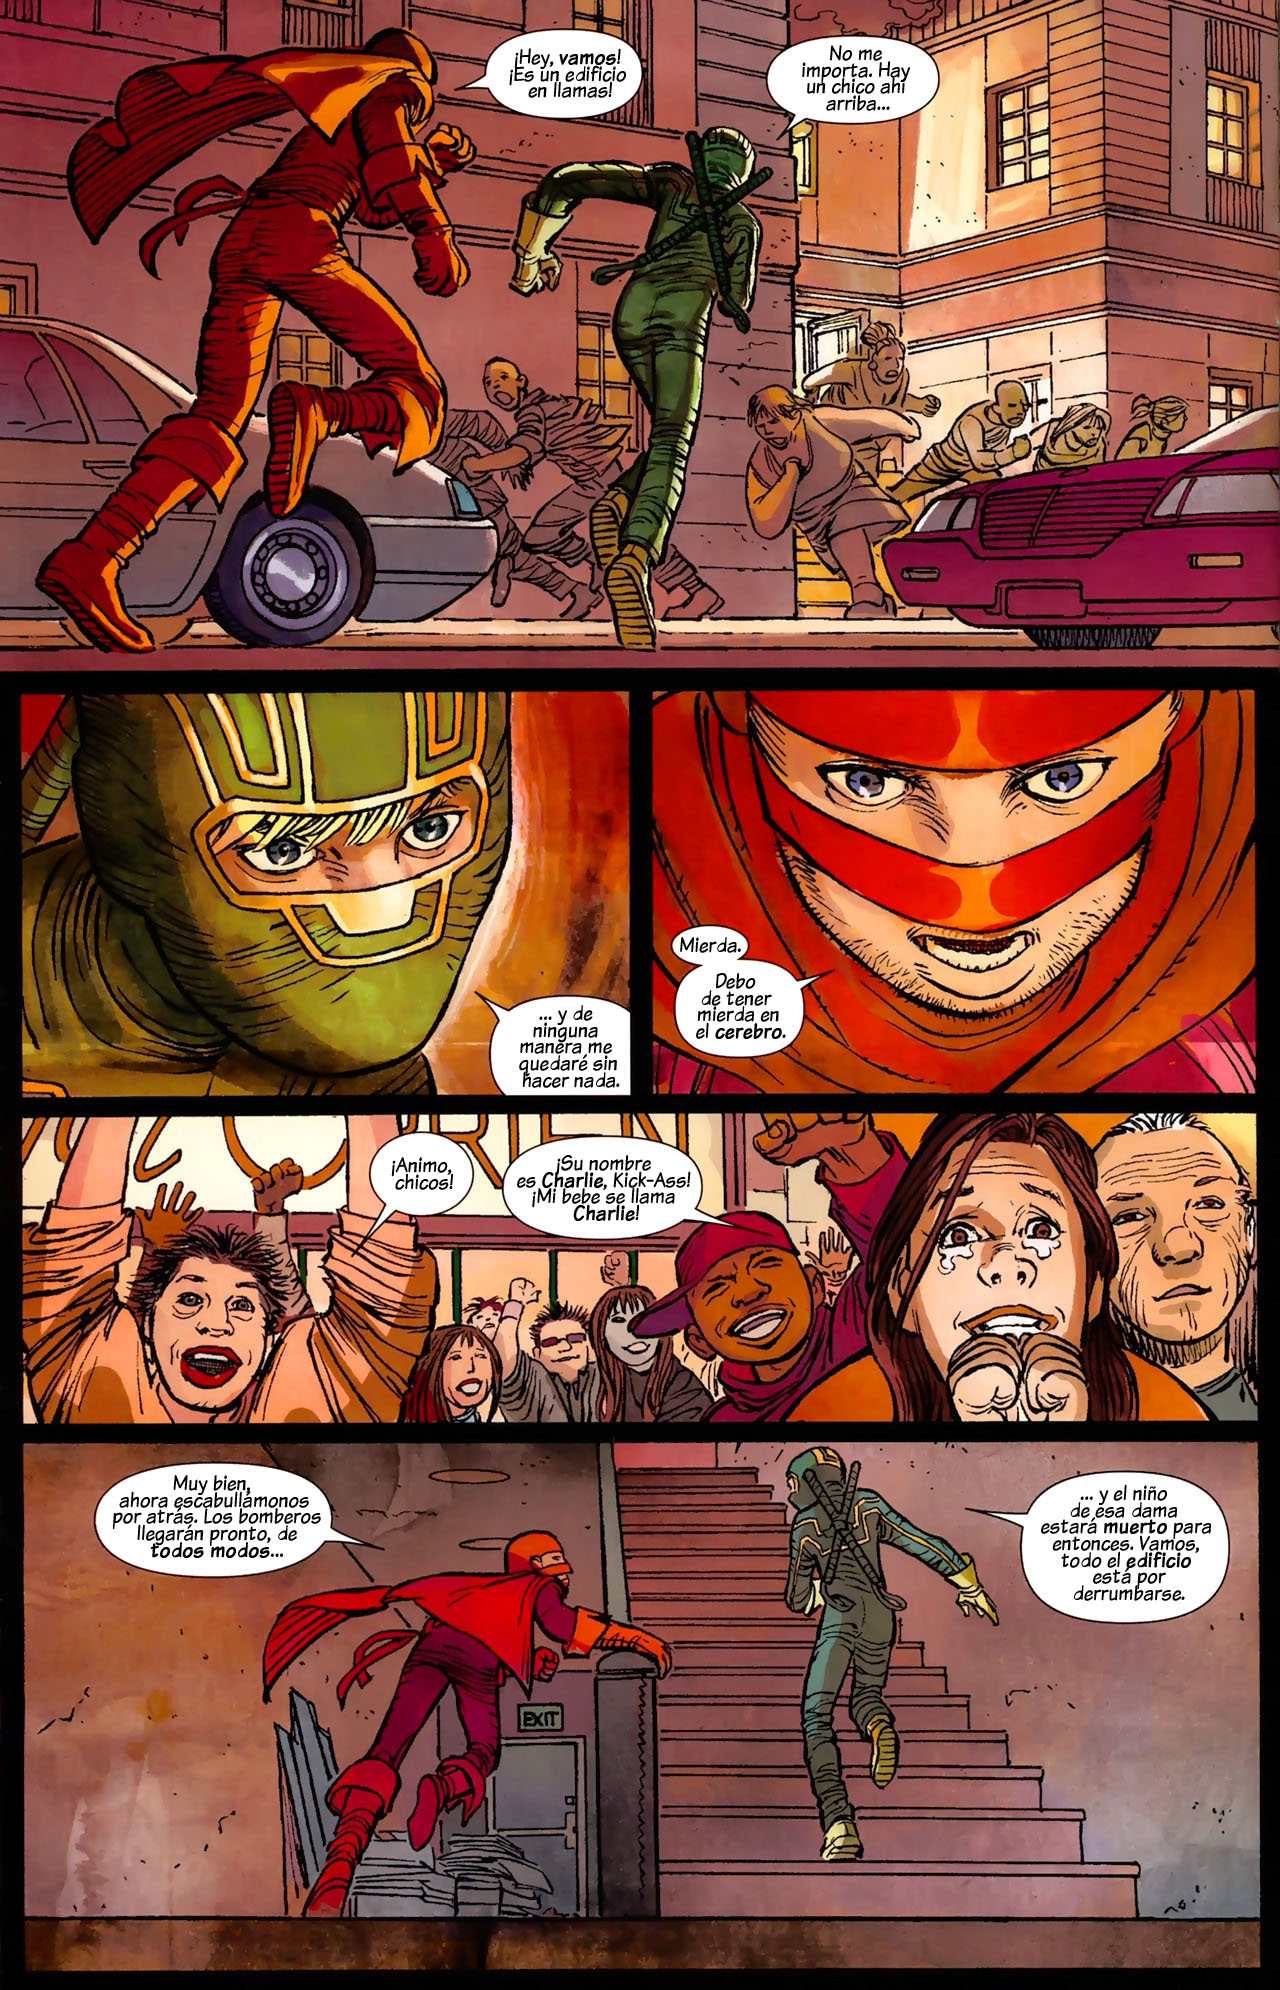 ¡Hey, vamos!
¡Es un edificio
en llamas!
No me
importa. Hay
un chico ahí
arriba...
... y de
ninguna
manera me
quedaré sin
hacer nada.
Mierda.
Debo
de tener
mierda en
el cerebro.
¡Animo,
chicos!
¡Su nombre
es Charlie, Kick-Ass!
¡Mi bebe se llama
Charlie!
Muy bien,
ahora escabullámonos
por atrás. Los bomberos
llegarán pronto, de
todos modos...
... y el niño
de esa dama
estará muerto para
entonces. Vamos,
todo el edificio
está por
derrumbarse.
EXIT